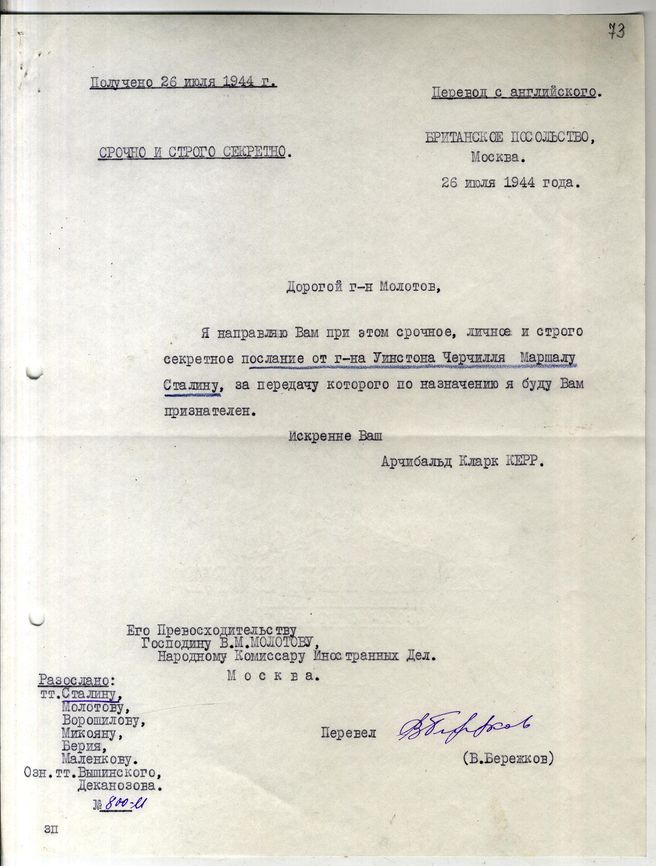 73
Получено 26 июля 1944 г.
Перевод с английского.
СРОЧНО И СТРОГО СЕКРЕТНО.
БРИТАНСКОЕ ПОСОЛЬСТВО,
Москва.
26 июля 1944 года.
Дорогой г-н Молотов,
Я направляю Вам при этом срочное, личное и строго
секретное послание от г-на Уинстона Черчилля Маршалу
Сталину, за передачу которого по назначению я буду Вам
признателен.
Искренне Ваш
Арчибальд Кларк КЕРР.
Его Превосходительству
Господину В.М.МОЛОТОВУ,
Народному Комиссару Иностранных Дел.
Москва.
Разослано:
тт.Сталину,
Молотову,
Ворошилову,
Микояну,
Берия,
Маленкову.
Озн.тт.Вышинского,
Деканозова.
№ 800-М
Перевел ВБережков
(В.Бережков)
ЗП